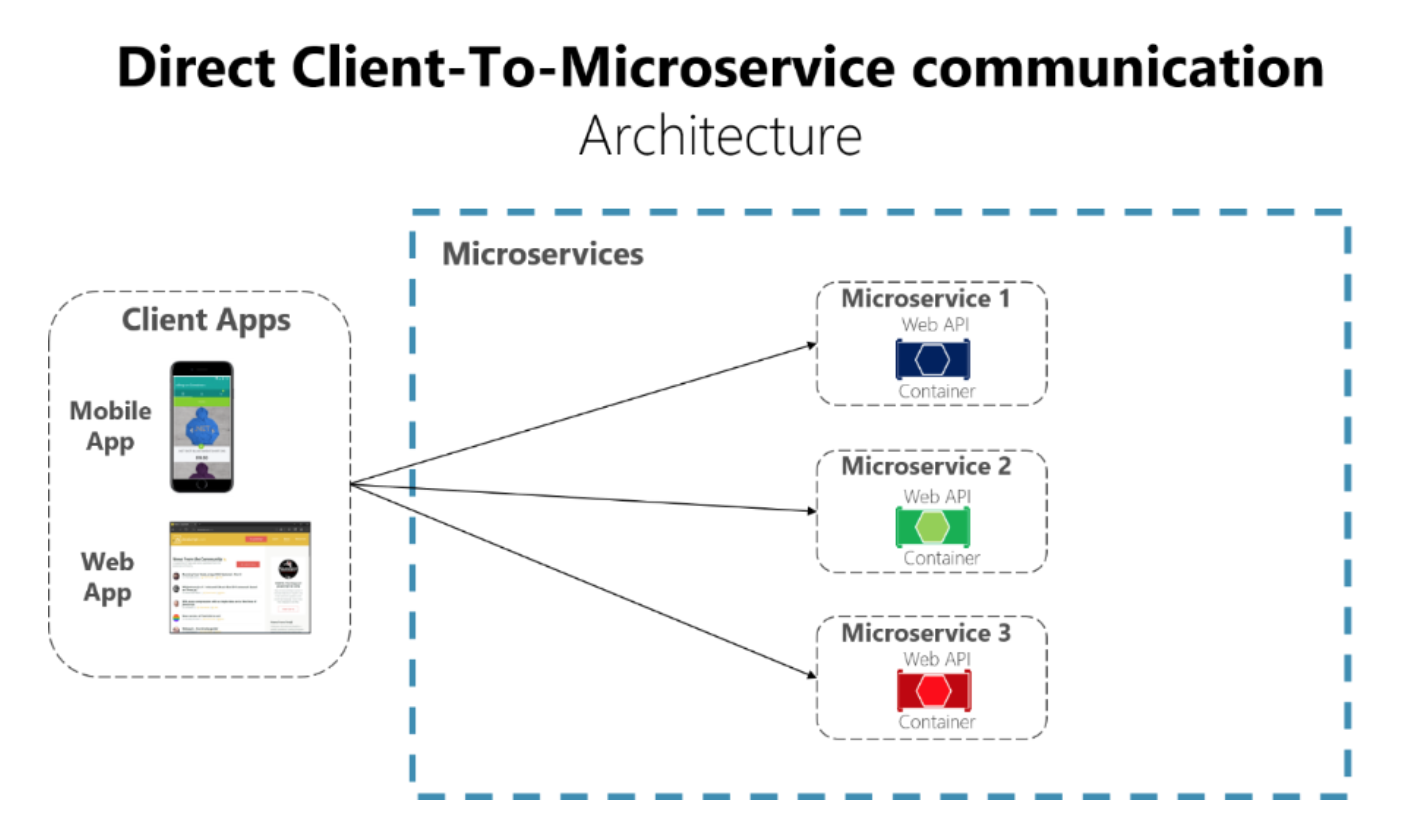 Direct Client-To-Microservice communication
Architecture
Microservices
Client Apps
Mobile
App
Web
App
Microservice 1
Web API
Container
Microservice 2
Web API
Container
Microservice 3
Web API
Container